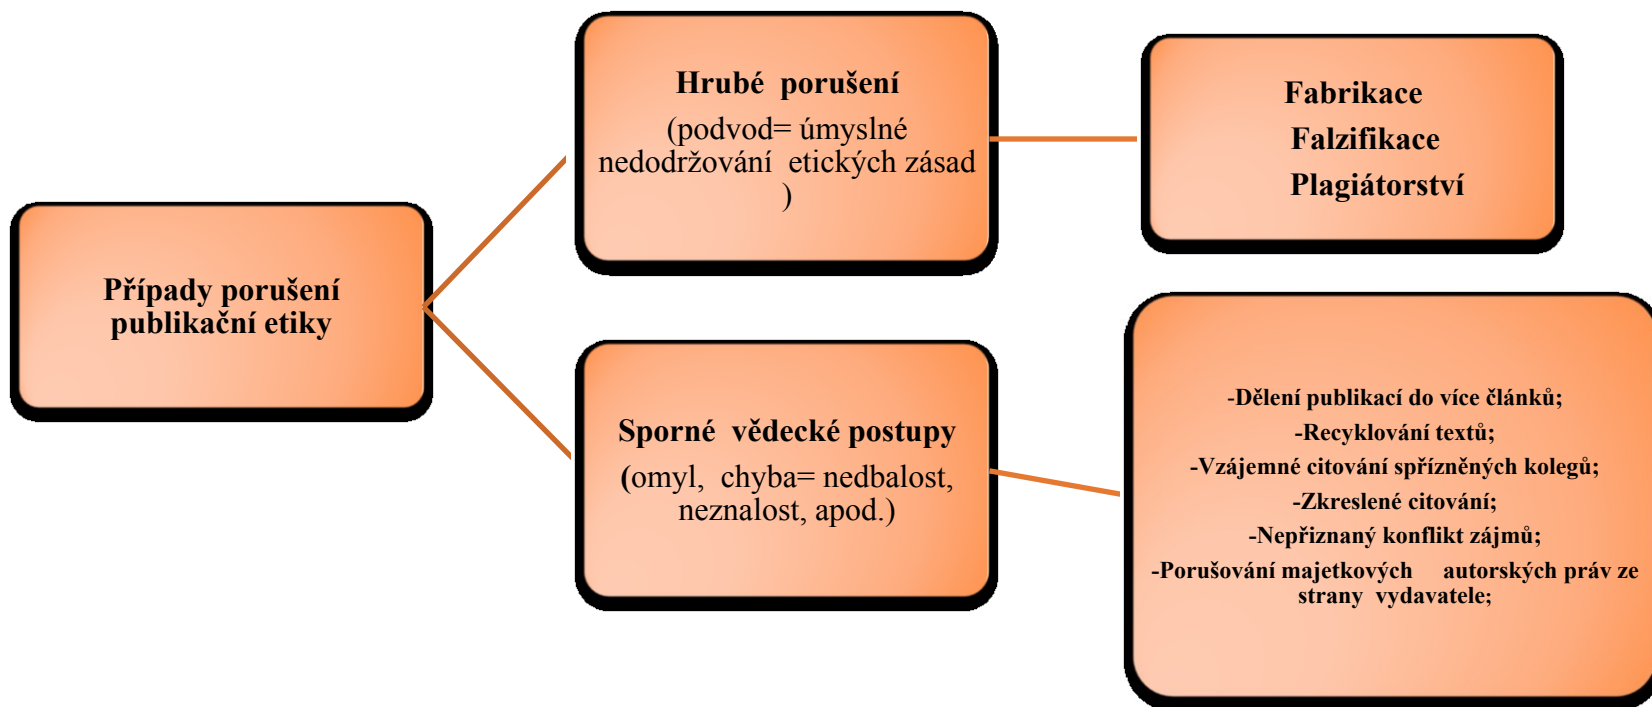 Případy porušení
publikační etiky
Hrubé porušení
(podvod= úmyslné
nedodržování etických zásad
)
Fabrikace
Falzifikace
Plagiátorství
Sporné vědecké postupy
(omyl, chyba= nedbalost,
neznalost, apod.)
-Dělení publikací do více článků;
-Recyklování textů;
-Vzájemné citování spřízněných kolegů;
-Zkreslené citování;
-Nepřiznaný konflikt zájmů;
-Porušování majetkových autorských práv ze
strany vydavatele;